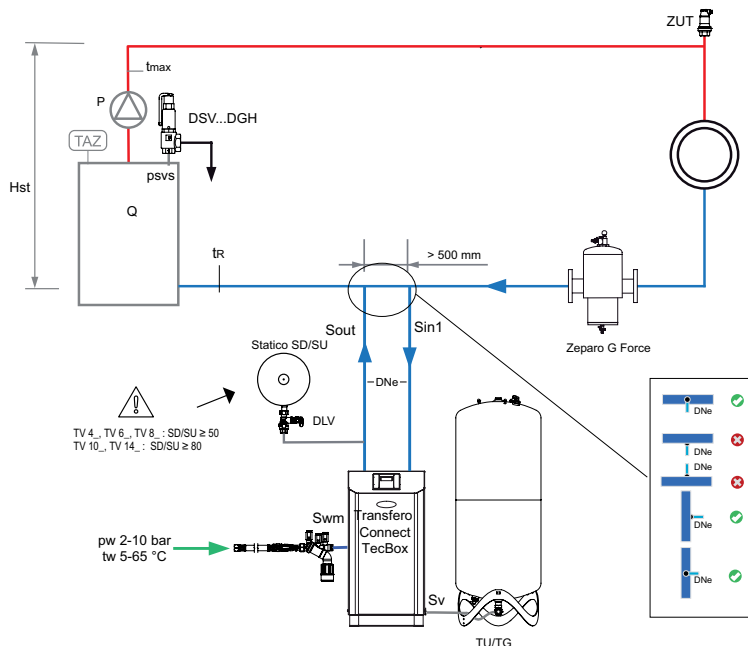 ZUT
tmax
P
DSV...DGH
TAZ
psvs
Hst
Q
tR
> 500 mm
Sout
Sin1
Zeparo G Force
Statico SD/SU
DNe
DLV
TV 4_, TV 6_, TV 8_ : SD/SU ≥ 50
TV 10_, TV 14_ : SD/SU ≥ 80
DNe
DNe
DNe
DNe
DNe
Swm
Transfero
Connect
TecBox
pw 2-10 bar
tw 5-65 °C
Sv
TU/TG